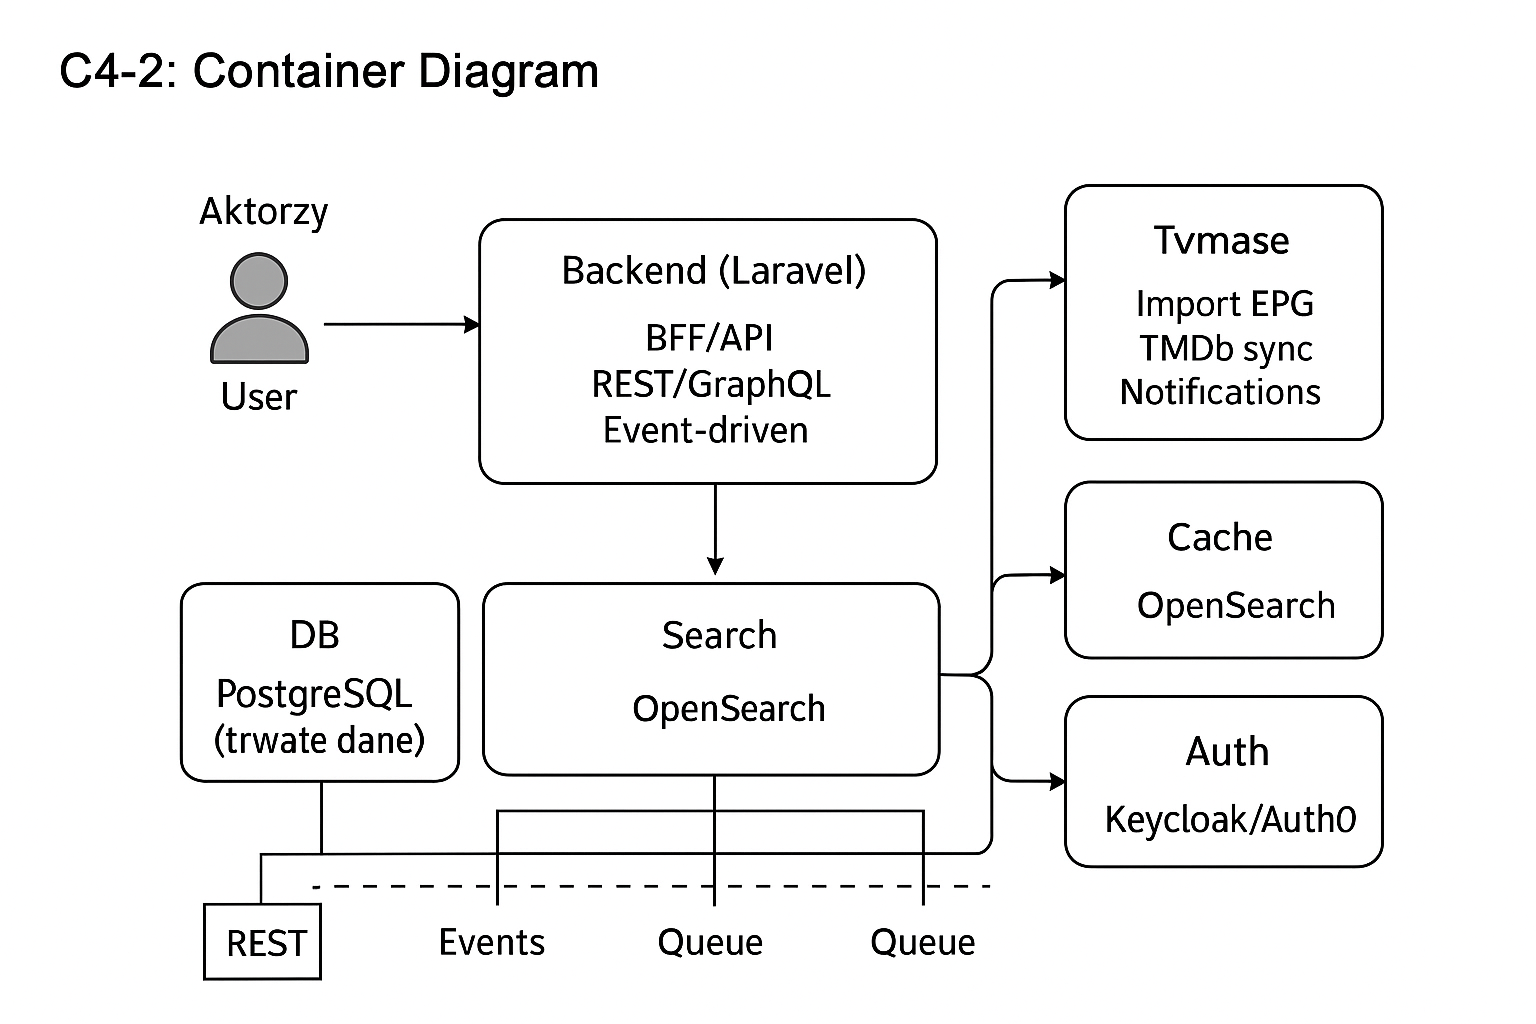 C4-2: Container Diagram
Aktorzy
User
Backend (Laravel)
BFF/API
REST/GraphQL
Event-driven
Tvmase
Import EPG
TMDb sync
Notifications
Cache
OpenSearch
DB
PostgreSQL
(trwate dane)
Search
OpenSearch
Auth
Keycloak/Auth0
REST
Events
Queue
Queue